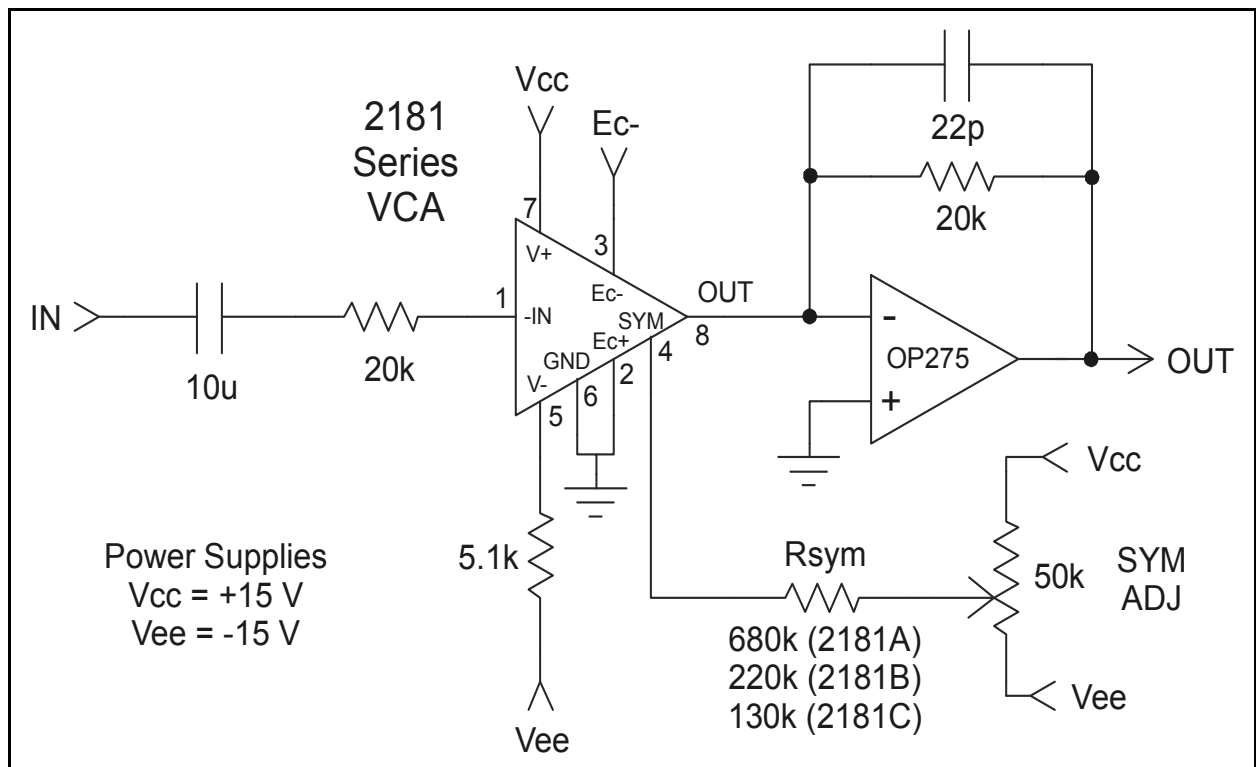 Vcc
2181
Series
VCA
Ec-
22p
20k
7
V+
3
Ec-
IN
10u
20k
1
-IN
SYM
4
OUT
8
GND
Ec+
2
V-
6
5
-
OP275
+
OUT
Vcc
50k
SYM
ADJ
Vee
Rsym
680k (2181A)
220k (2181B)
130k (2181C)
5.1k
Vee
Power Supplies
Vcc = +15 V
Vee = -15 V